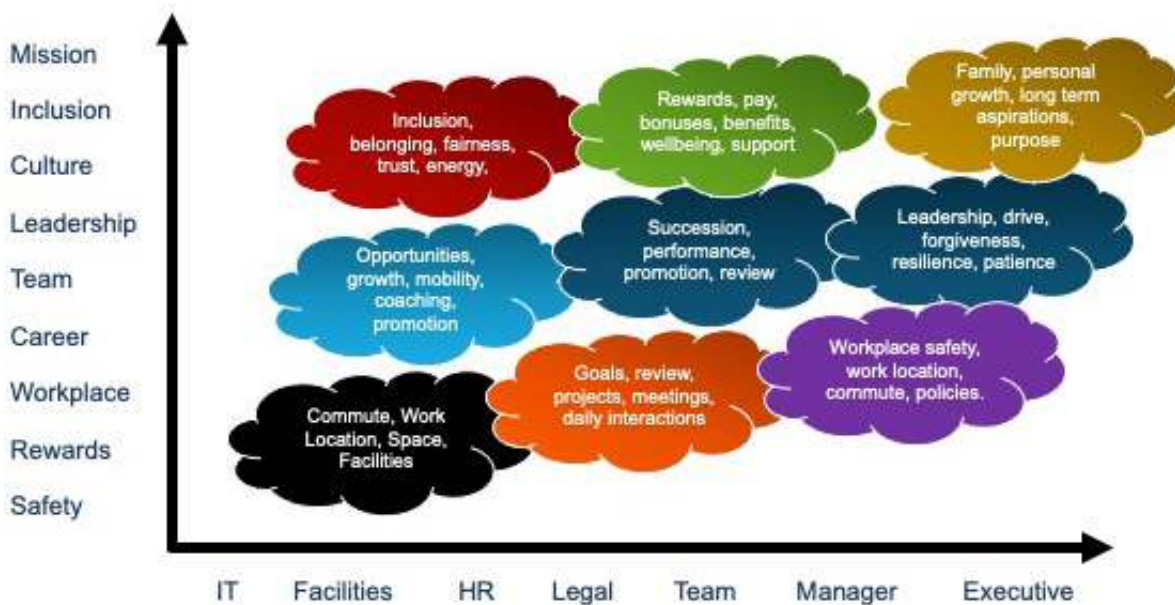 Mission
Inclusion
Culture
Leadership
Team
Career
Workplace
Rewards
Safety
Inclusion,
belonging, fairness,
trust, energy,
Rewards, pay,
bonuses, benefits,
wellbeing, support
Family, personal
growth, long term
aspirations,
purpose
Opportunities,
growth, mobility,
coaching,
promotion
Succession,
performance,
promotion, review
Leadership, drive,
forgiveness,
resilience, patience
Commute, Work
Location, Space,
Facilities
Goals, review,
projects, meetings,
daily interactions
Workplace safety,
work location,
commute, policies.
IT Facilities HR Legal Team Manager Executive